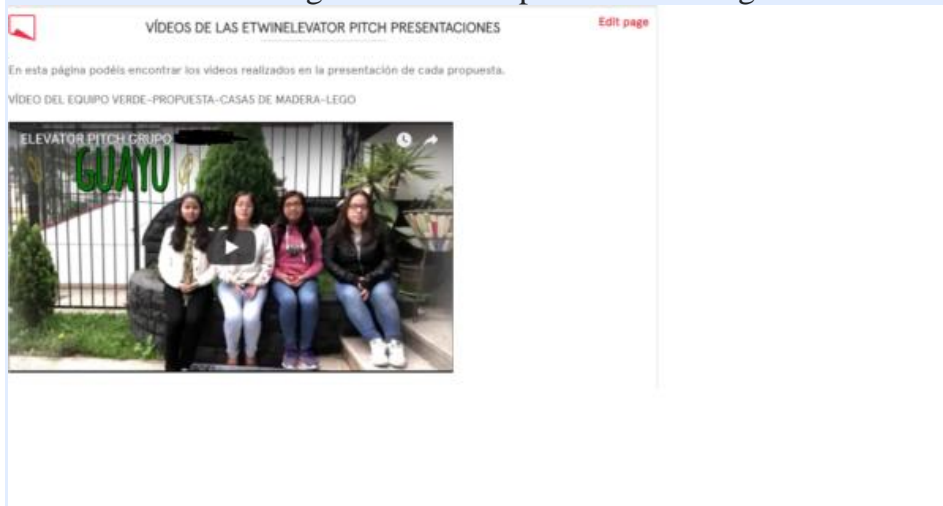 VÍDEOS DE LAS ETWINELEVATOR PITCH PRESENTACIONES
Edit page
En esta página podéis encontrar los vídeos realizados en la presentación de cada propuesta.
VÍDEO DEL EQUIPO VERDE-PROPUESTA-CASAS DE MADERA-LEGO
ELEVATOR PITCH GRUPO
GUAYU